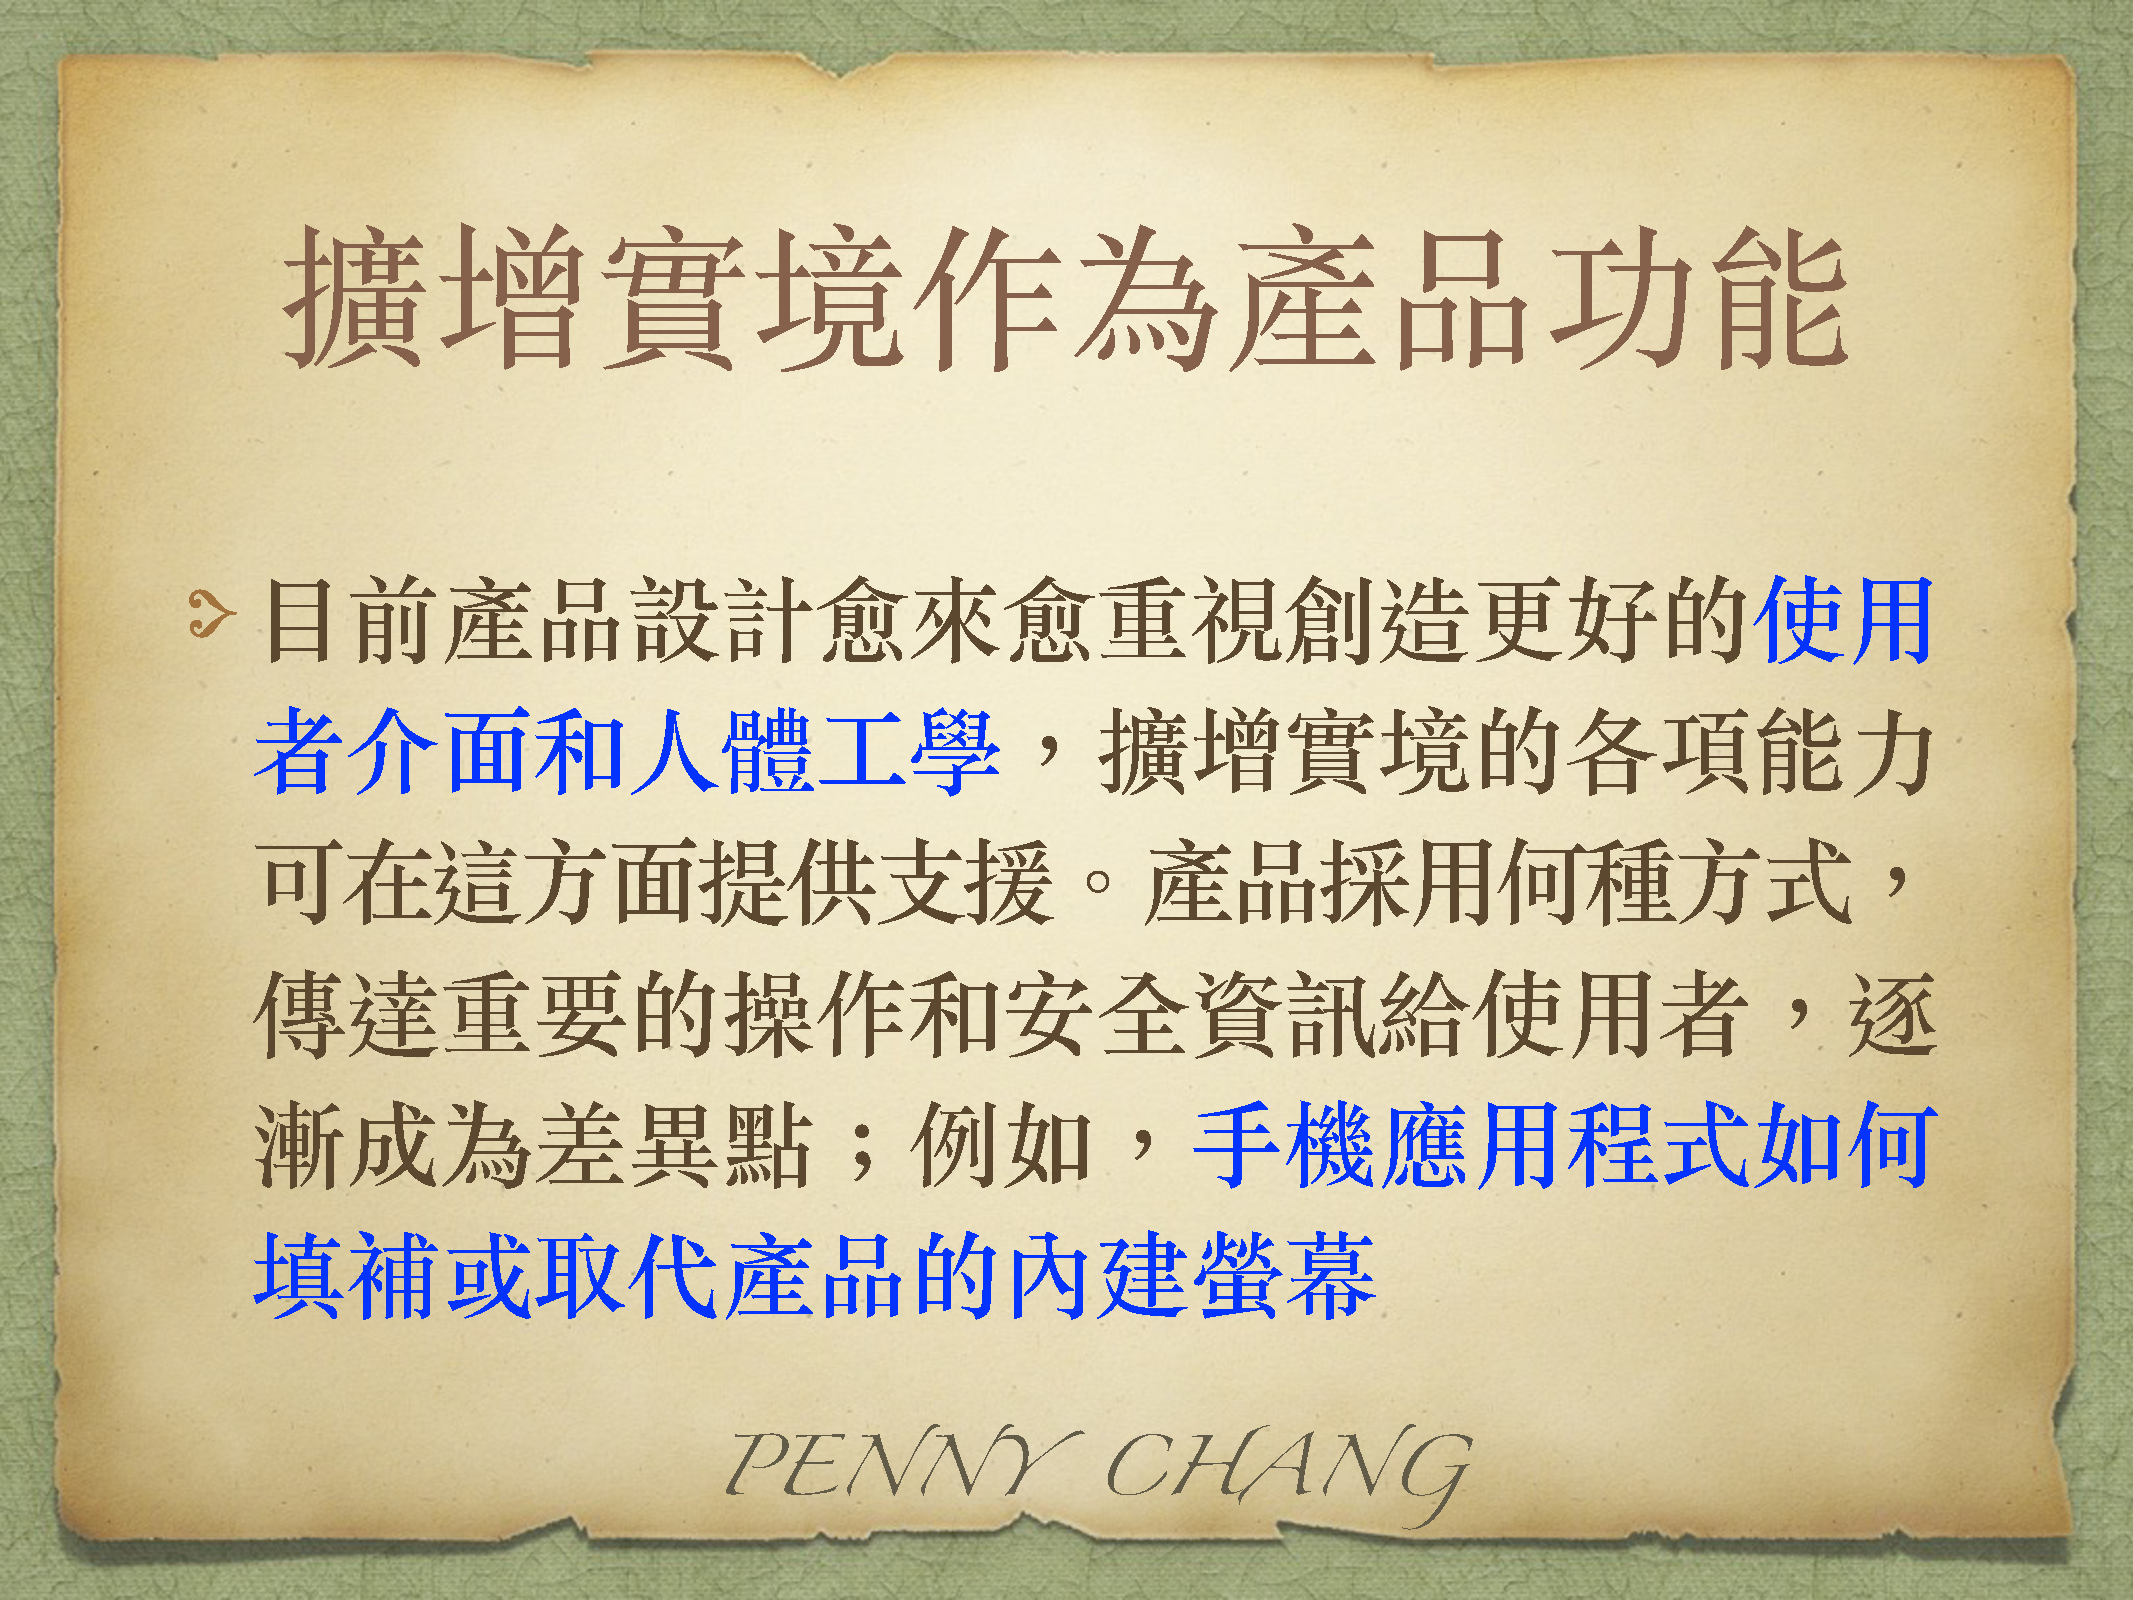 擴增實境作為產品功能
目前產品設計愈來愈重視創造更好的使用
者介面和人體工學，擴增實境的各項能力
可在這方面提供支援。產品採用何種方式，
傳達重要的操作和安全資訊給使用者，逐
漸成為差異點；例如，手機應用程式如何
填補或取代產品的內建螢幕
PENNY CHANG